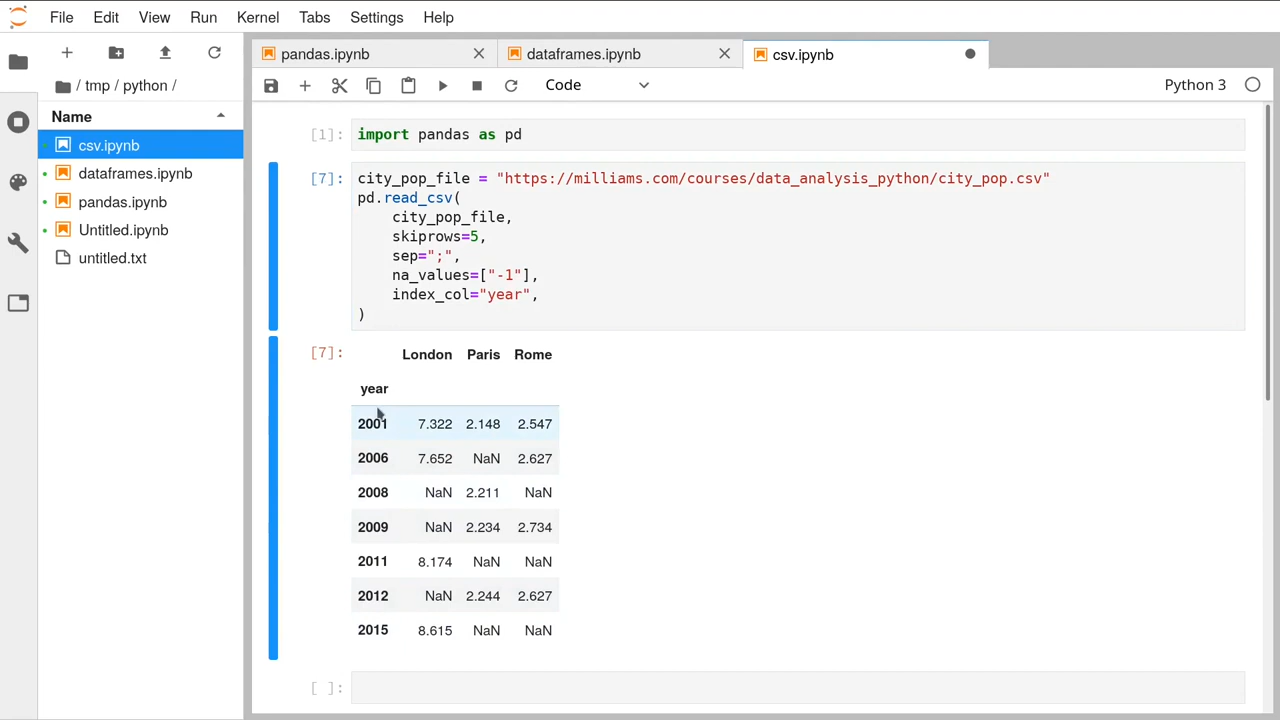 File Edit View Run Kernel Tabs Settings Help
/ tmp / python /
Name
csv.ipynb
dataframes.ipynb
pandas.ipynb
Untitled.ipynb
untitled.txt
pandas.ipynb dataframes.ipynb csv.ipynb
Code Python 3
[1]: import pandas as pd
[7]: city_pop_file = "https://milliams.com/courses/data_analysis_python/city_pop.csv"
pd.read_csv(
    city_pop_file,
    skiprows=5,
    sep=";",
    na_values=["-1"],
    index_col="year",
)
[7]: London Paris Rome
year
2001 7.322 2.148 2.547
2006 7.652 NaN 2.627
2008 NaN 2.211 NaN
2009 NaN 2.234 2.734
2011 8.174 NaN NaN
2012 NaN 2.244 2.627
2015 8.615 NaN NaN
[ ]: